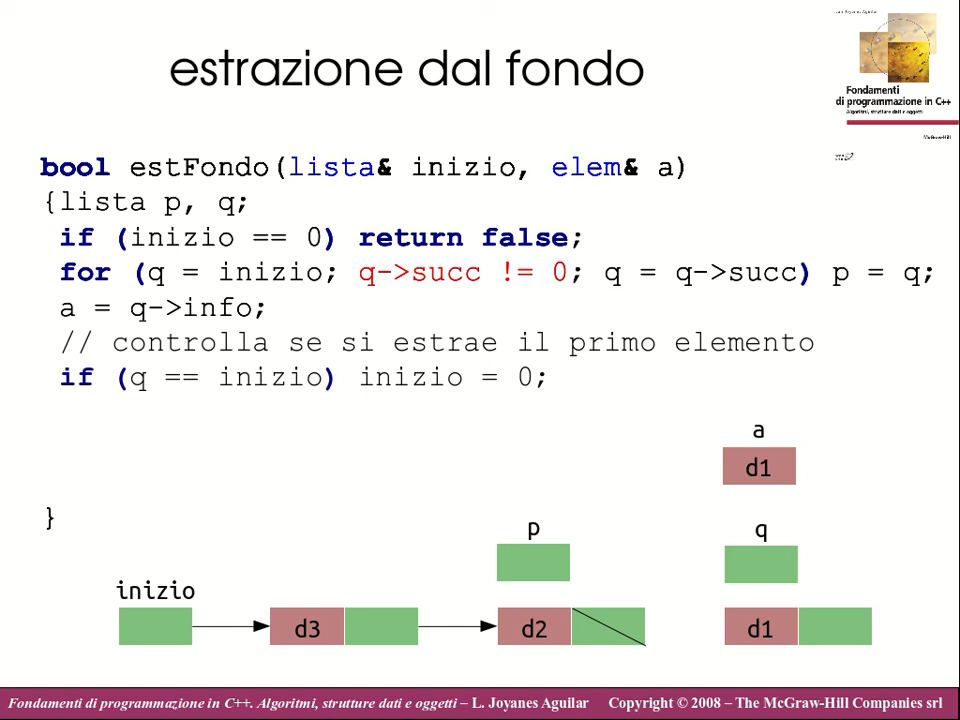 estrazione dal fondo
Fondamenti
di programmazione in C++
Algoritmi, strutture dati e oggetti
McGraw-Hill
bool estFondo(lista& inizio, elem& a)
{lista p, q;
if (inizio == 0) return false;
for (q = inizio; q->succ != 0; q = q->succ) p = q;
a = q->info;
// controlla se si estrae il primo elemento
if (q == inizio) inizio = 0;
a
d1
}
p
q
inizio
d3
d2
d1
Fondamenti di programmazione in C++. Algoritmi, strutture dati e oggetti – L. Joyanes Aguilar Copyright © 2008 – The McGraw-Hill Companies srl